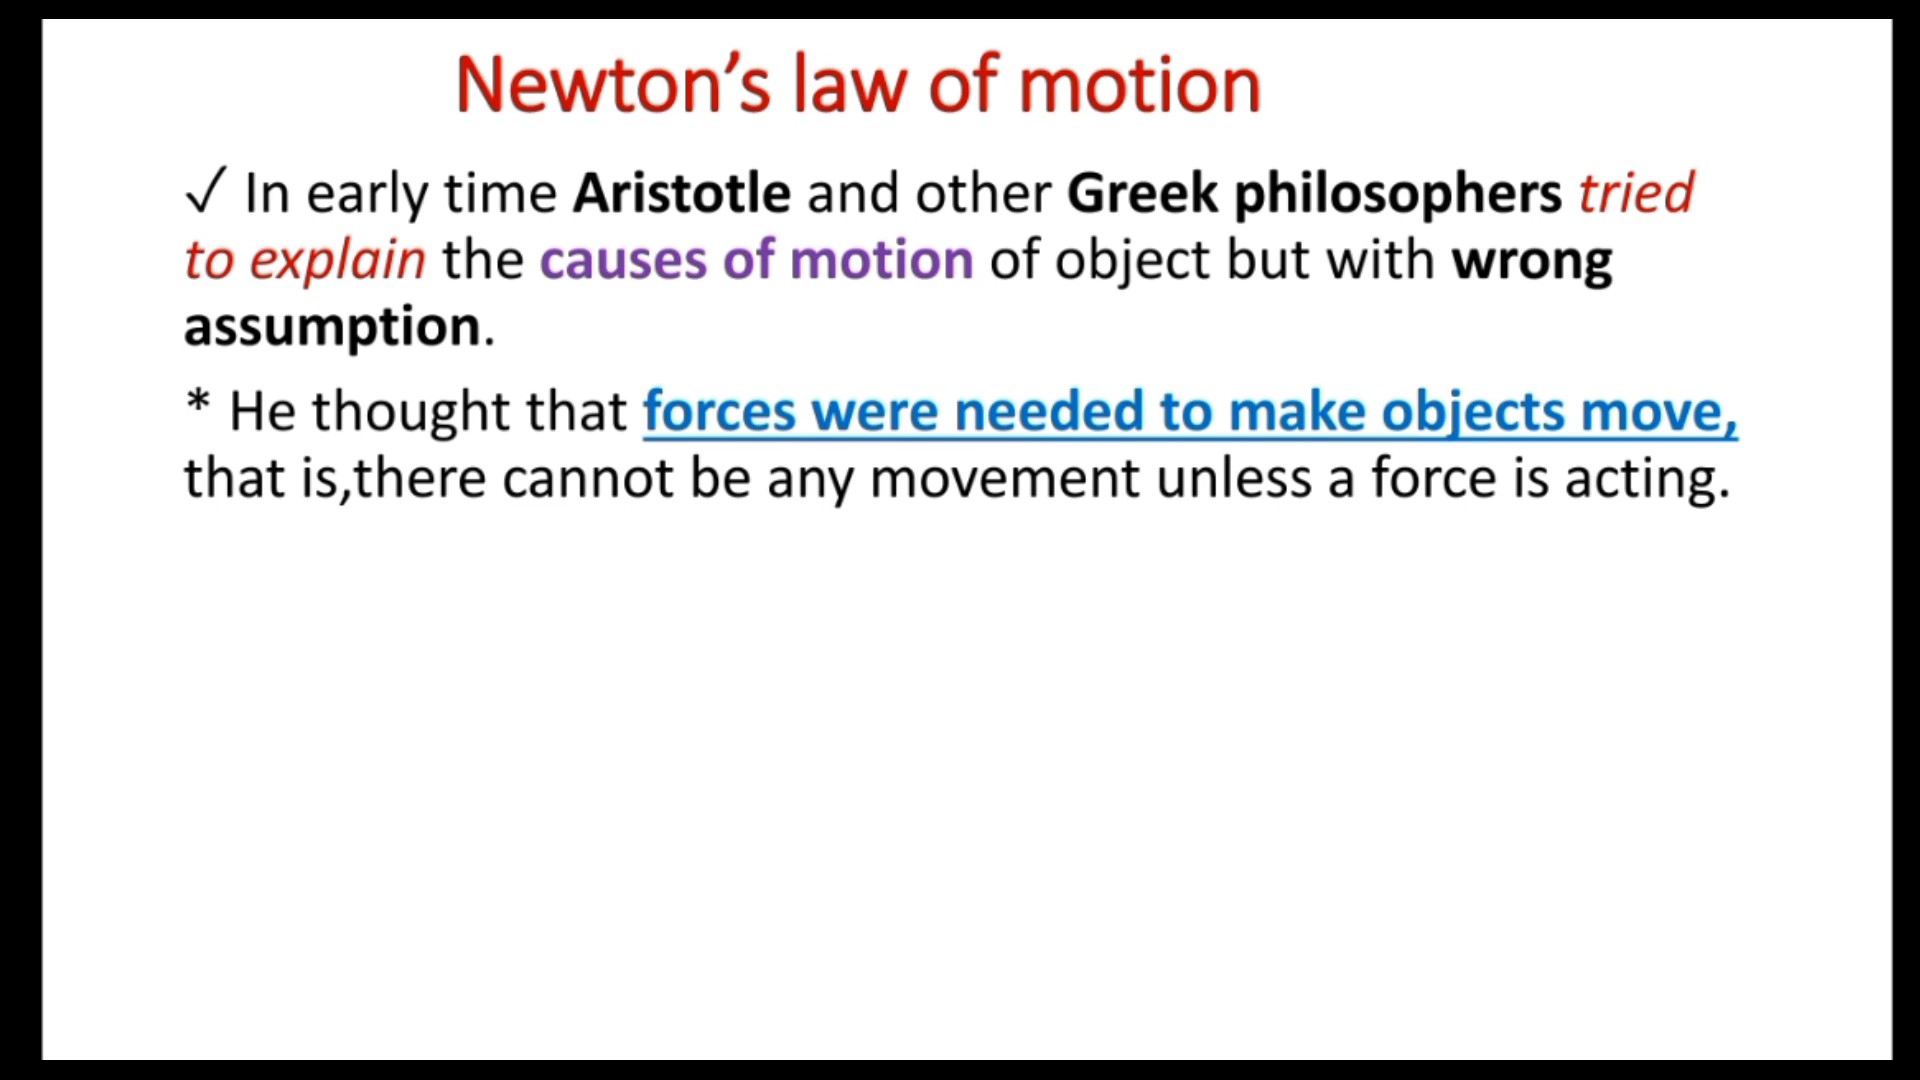 Newton’s law of motion
✓ In early time Aristotle and other Greek philosophers tried
to explain the causes of motion of object but with wrong
assumption.
* He thought that forces were needed to make objects move,
that is,there cannot be any movement unless a force is acting.